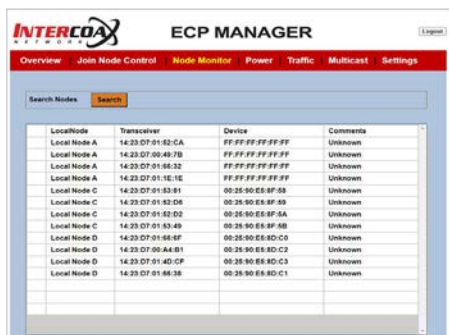 INTERCOAX
NETWORK
ECP MANAGER
Logout
Overview Join Node Control Node Monitor Power Traffic Multicast Settings
Search Nodes Search
LocalNode Transceiver Device Comments
Local Node A 14:23:D7:01:52:CA FF:FF:FF:FF:FF:FF Unknown
Local Node A 14:23:D7:00:49:7B FF:FF:FF:FF:FF:FF Unknown
Local Node A 14:23:D7:01:66:32 FF:FF:FF:FF:FF:FF Unknown
Local Node A 14:23:D7:01:1E:1E FF:FF:FF:FF:FF:FF Unknown
Local Node C 14:23:D7:01:53:81 00:25:90:E5:8F:58 Unknown
Local Node C 14:23:D7:01:52:D6 00:25:90:E5:8F:59 Unknown
Local Node C 14:23:D7:01:52:D2 00:25:90:E5:8F:5A Unknown
Local Node C 14:23:D7:01:53:49 00:25:90:E5:8F:5B Unknown
Local Node D 14:23:D7:01:66:6F 00:25:90:E5:8D:C0 Unknown
Local Node D 14:23:D7:00:A4:B1 00:25:90:E5:8D:C2 Unknown
Local Node D 14:23:D7:01:4D:CF 00:25:90:E5:8D:C3 Unknown
Local Node D 14:23:D7:01:66:38 00:25:90:E5:8D:C1 Unknown